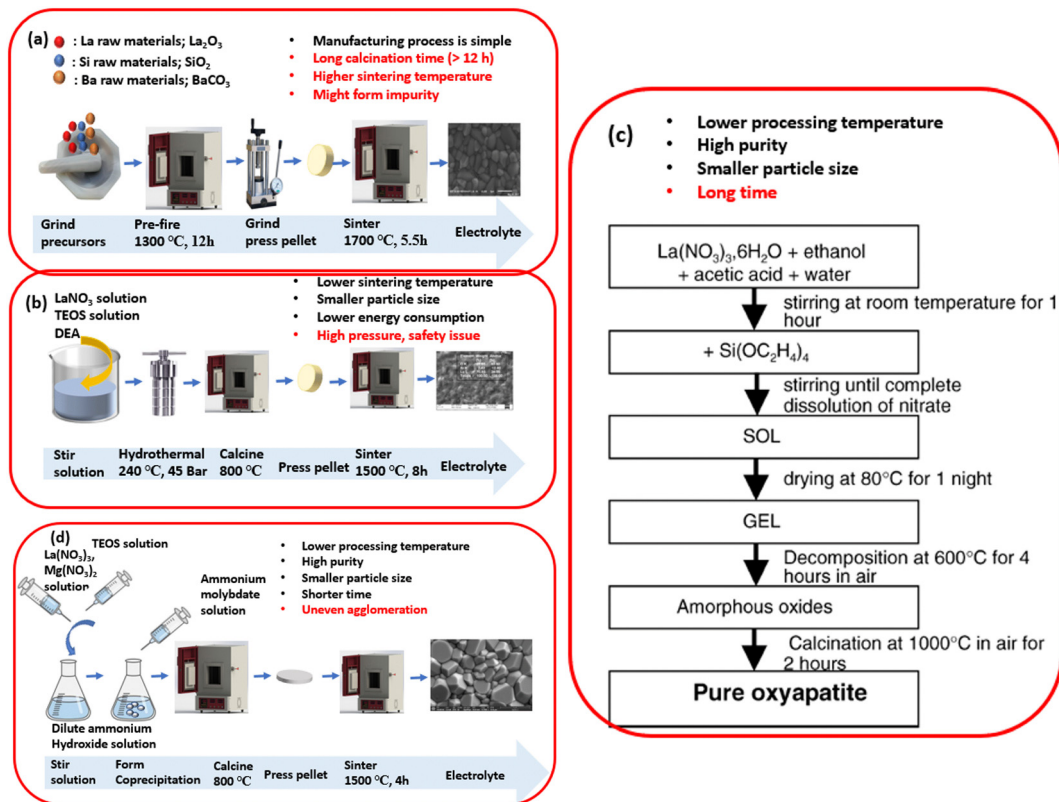 (a)
: La raw materials; La₂O₃
: Si raw materials; SiO₂
: Ba raw materials; BaCO₃
• Manufacturing process is simple
• Long calcination time (> 12 h)
• Higher sintering temperature
• Might form impurity
Grind
precursors
Pre-fire
1300 °C, 12h
Grind
press pellet
Sinter
1700 °C, 5.5h
Electrolyte
(b)
LaNO₃ solution
TEOS solution
DEA
• Lower sintering temperature
• Smaller particle size
• Lower energy consumption
• High pressure, safety issue
Stir
solution
Hydrothermal
240 °C, 45 Bar
Calcine
800 °C
Press pellet
Sinter
1500 °C, 8h
Electrolyte
(d)
TEOS solution
La(NO₃)₃,
Mg(NO₃)₂
solution
Ammonium
molybdate
solution
• Lower processing temperature
• High purity
• Smaller particle size
• Shorter time
• Uneven agglomeration
Dilute ammonium
Hydroxide solution
Stir
solution
Form
Coprecipitation
Calcine
800 °C
Press pellet
Sinter
1500 °C, 4h
Electrolyte
(c)
• Lower processing temperature
• High purity
• Smaller particle size
• Long time
La(NO₃)₃,6H₂O + ethanol
+ acetic acid + water
stirring at room temperature for 1
hour
+ Si(OC₂H₄)₄
stirring until complete
dissolution of nitrate
SOL
drying at 80°C for 1 night
GEL
Decomposition at 600°C for 4
hours in air
Amorphous oxides
Calcination at 1000°C in air for
2 hours
Pure oxyapatite